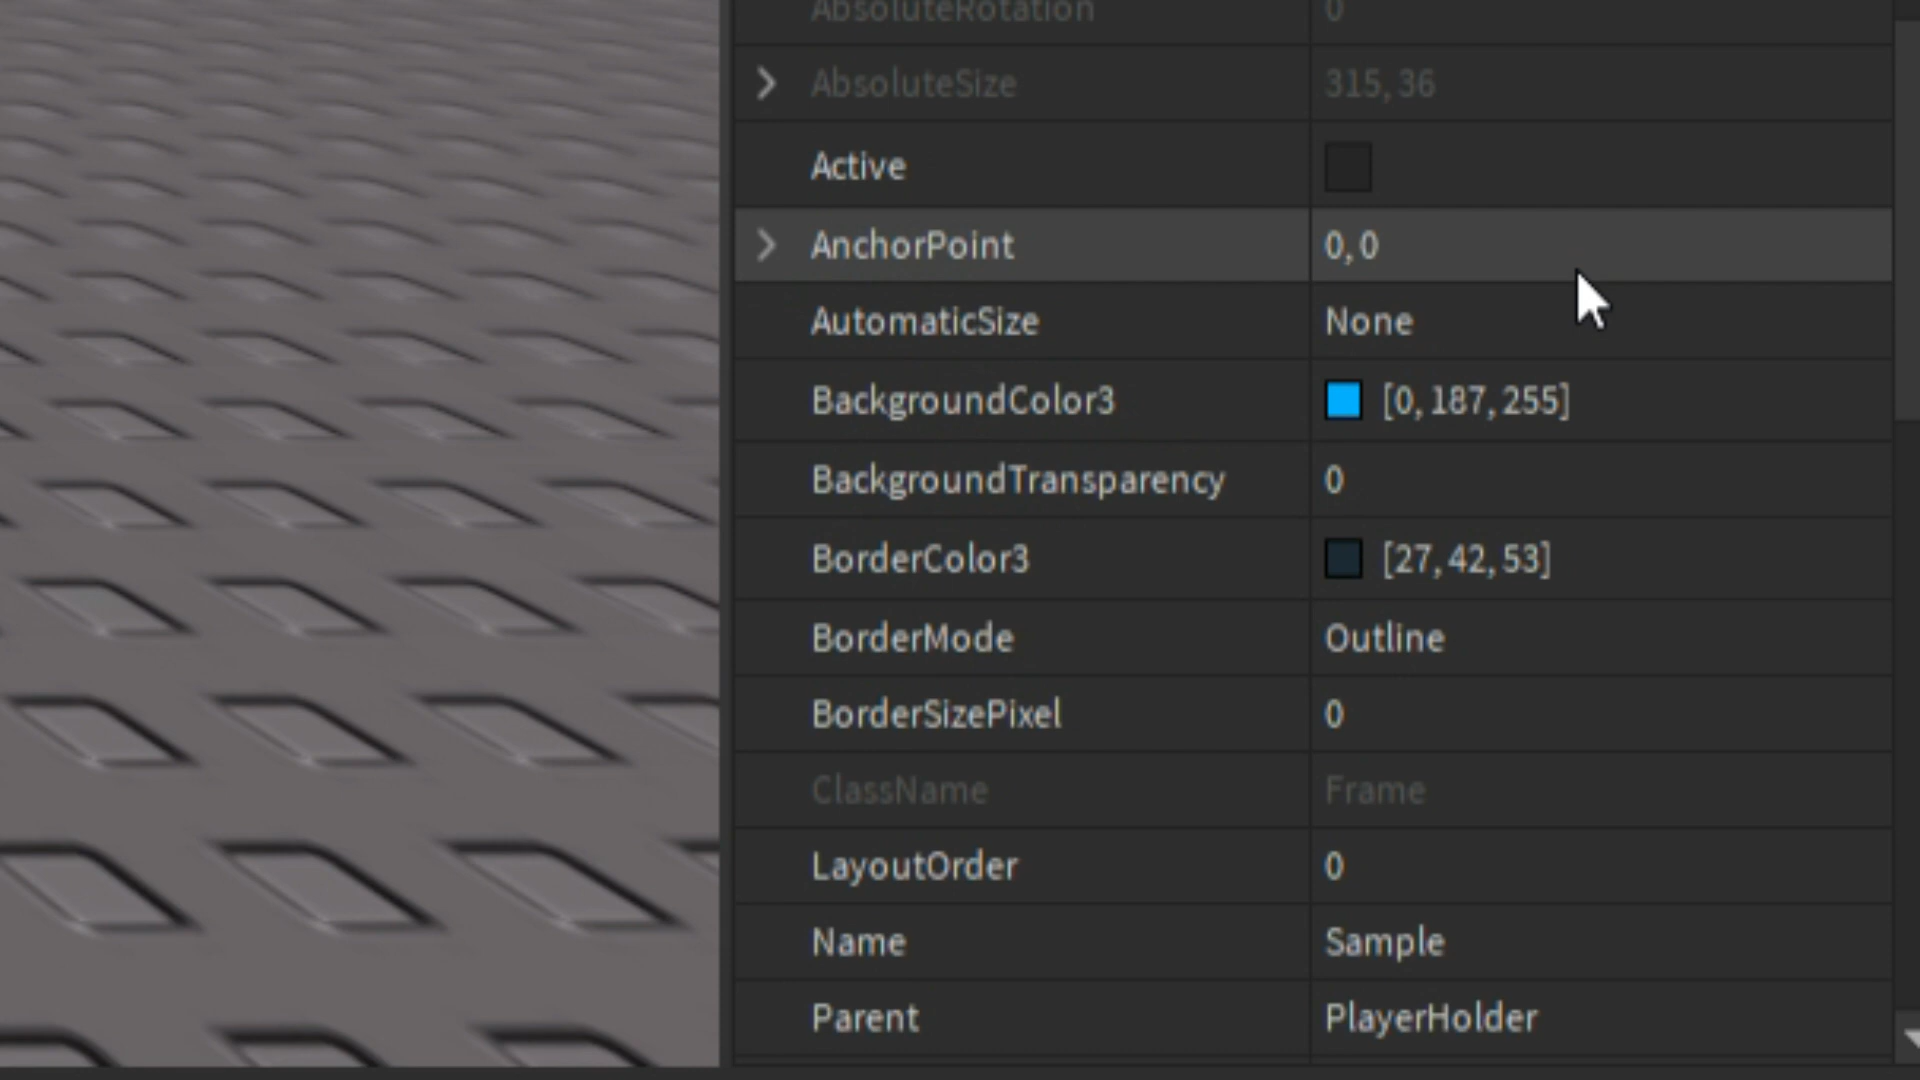 AbsoluteRotation 0
AbsoluteSize 315, 36
Active
AnchorPoint 0, 0
AutomaticSize None
BackgroundColor3 [0, 187, 255]
BackgroundTransparency 0
BorderColor3 [27, 42, 53]
BorderMode Outline
BorderSizePixel 0
ClassName Frame
LayoutOrder 0
Name Sample
Parent PlayerHolder